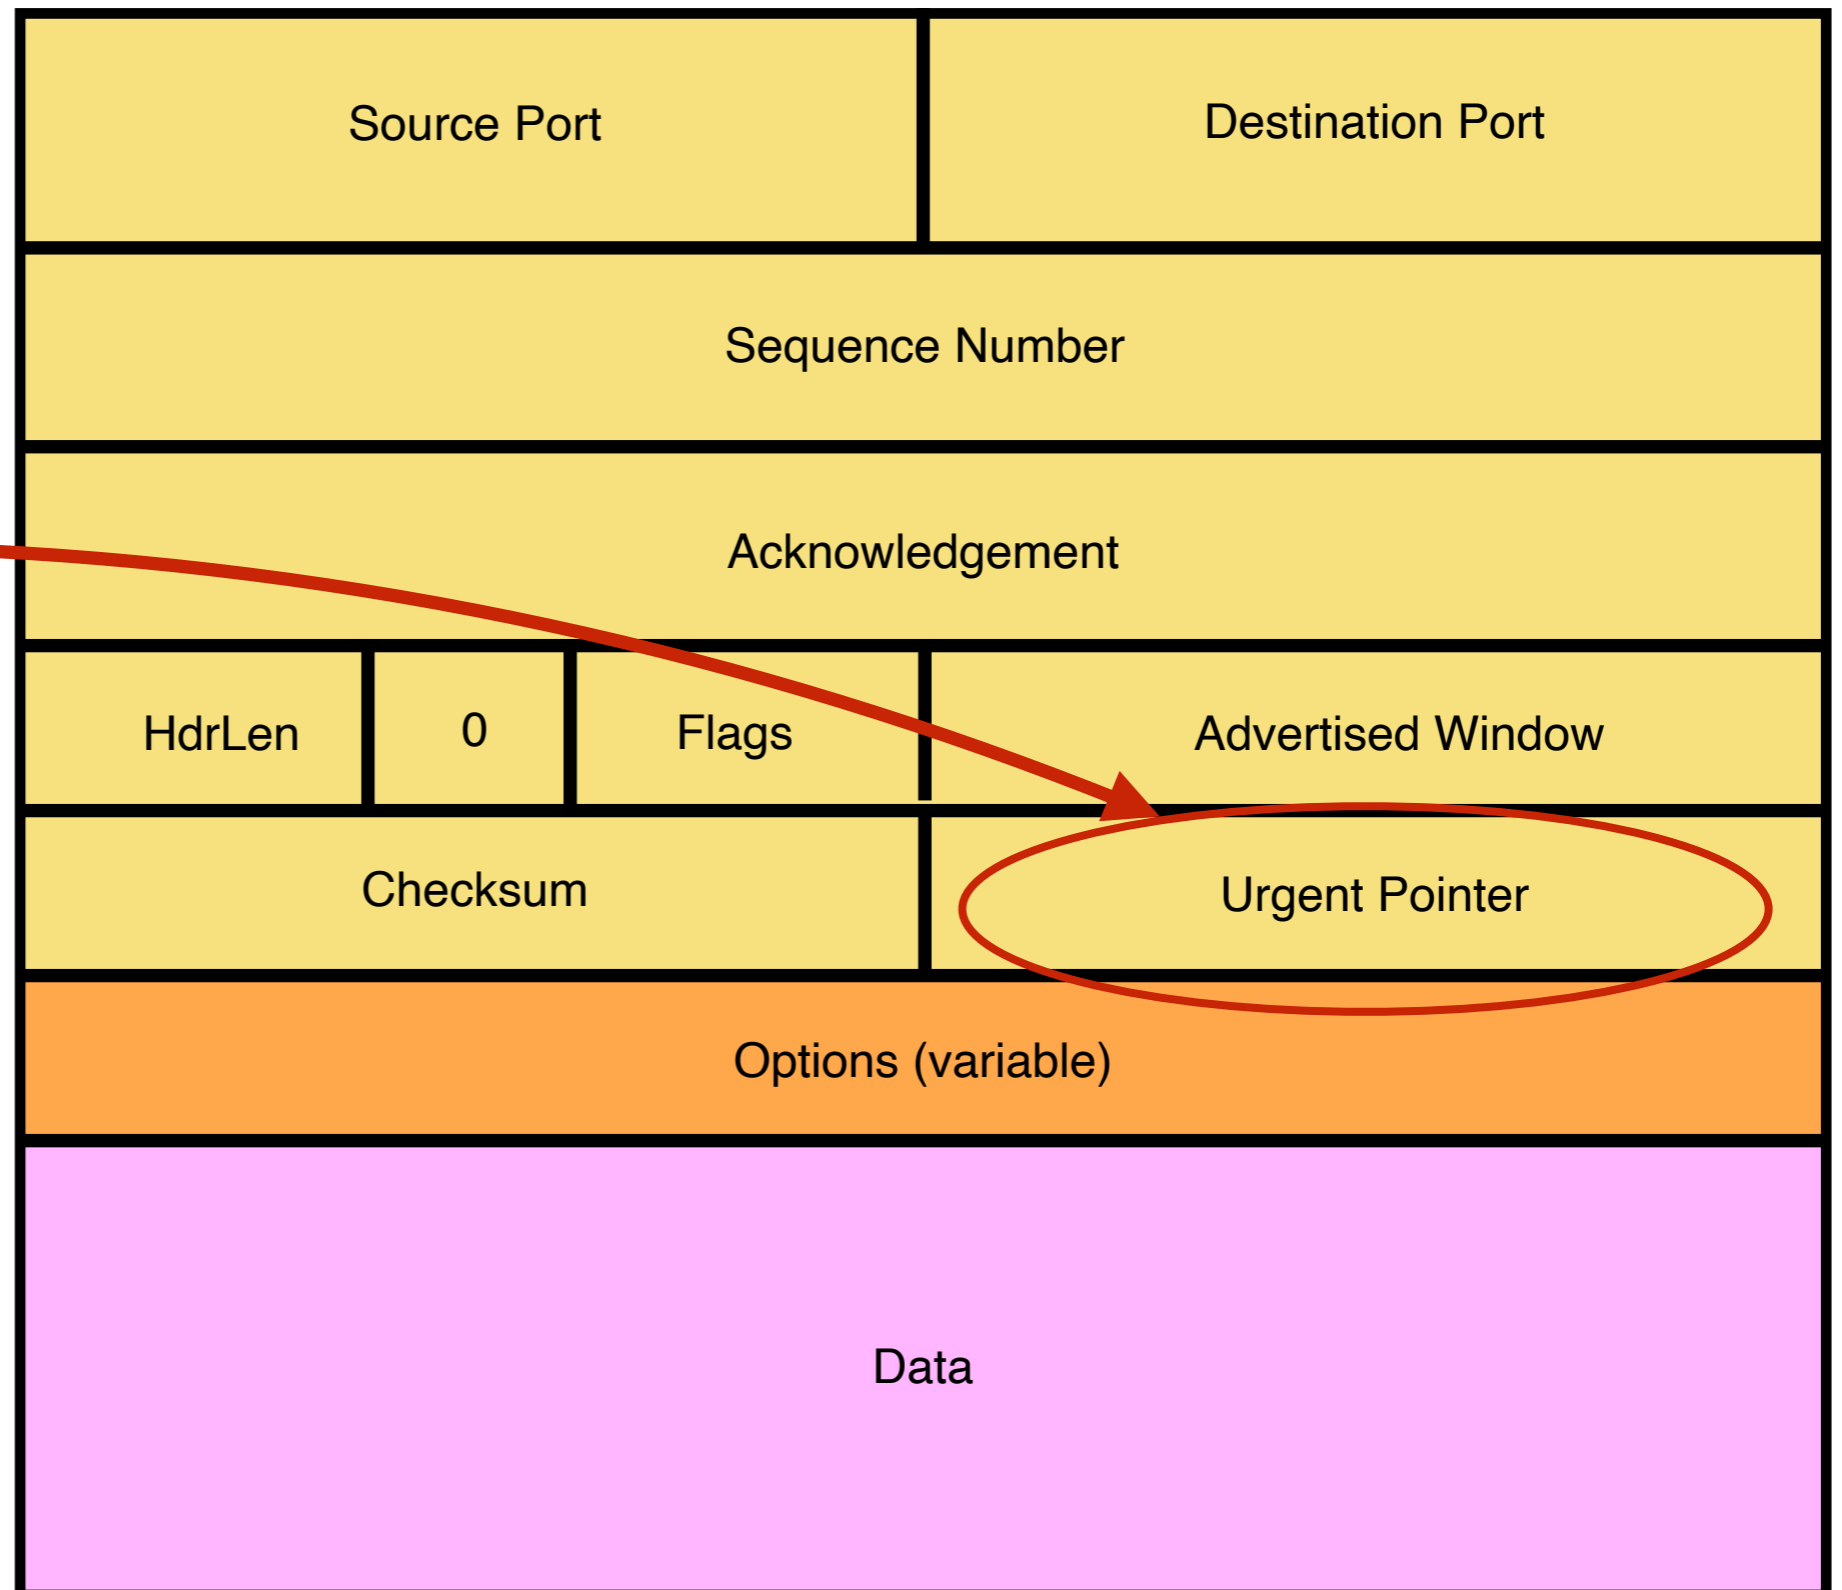 Source Port
Destination Port
Sequence Number
Acknowledgement
HdrLen
0
Flags
Advertised Window
Checksum
Urgent Pointer
Options (variable)
Data